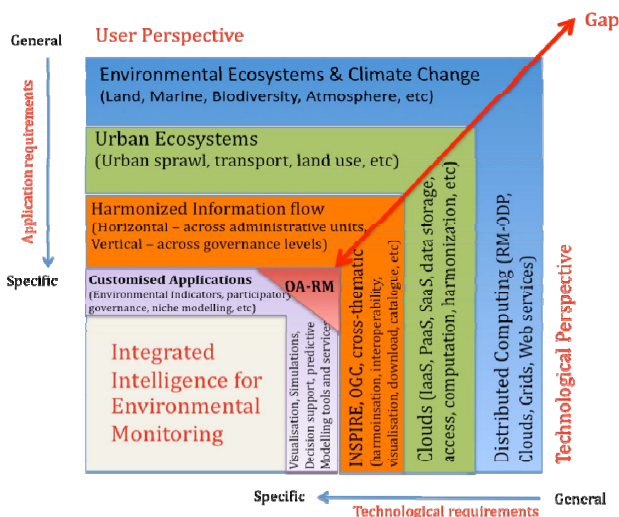 Gap
General
User Perspective
Environmental Ecosystems & Climate Change
(Land, Marine, Biodiversity, Atmosphere, etc)
Application requirements
Urban Ecosystems
(Urban sprawl, transport, land use, etc)
Harmonized Information flow
(Horizontal – across administrative units,
Vertical – across governance levels)
Specific
Customised Applications
(Environmental Indicators, participatory
governance, niche modelling, etc)
OA-RM
Integrated
Intelligence for
Environmental
Monitoring
Visualisation, Simulations,
Decision support, predictive
Modelling tools and services
INSPIRE, OGC, cross-thematic
(harmoinsation, interoperability,
visualisation, download, catalogue, etc)
Clouds (IaaS, PaaS, SaaS, data storage,
access, computation, harmonization, etc)
Distributed Computing (RM-ODP,
Clouds, Grids, Web services)
Technological Perspective
Specific
General
Technological requirements